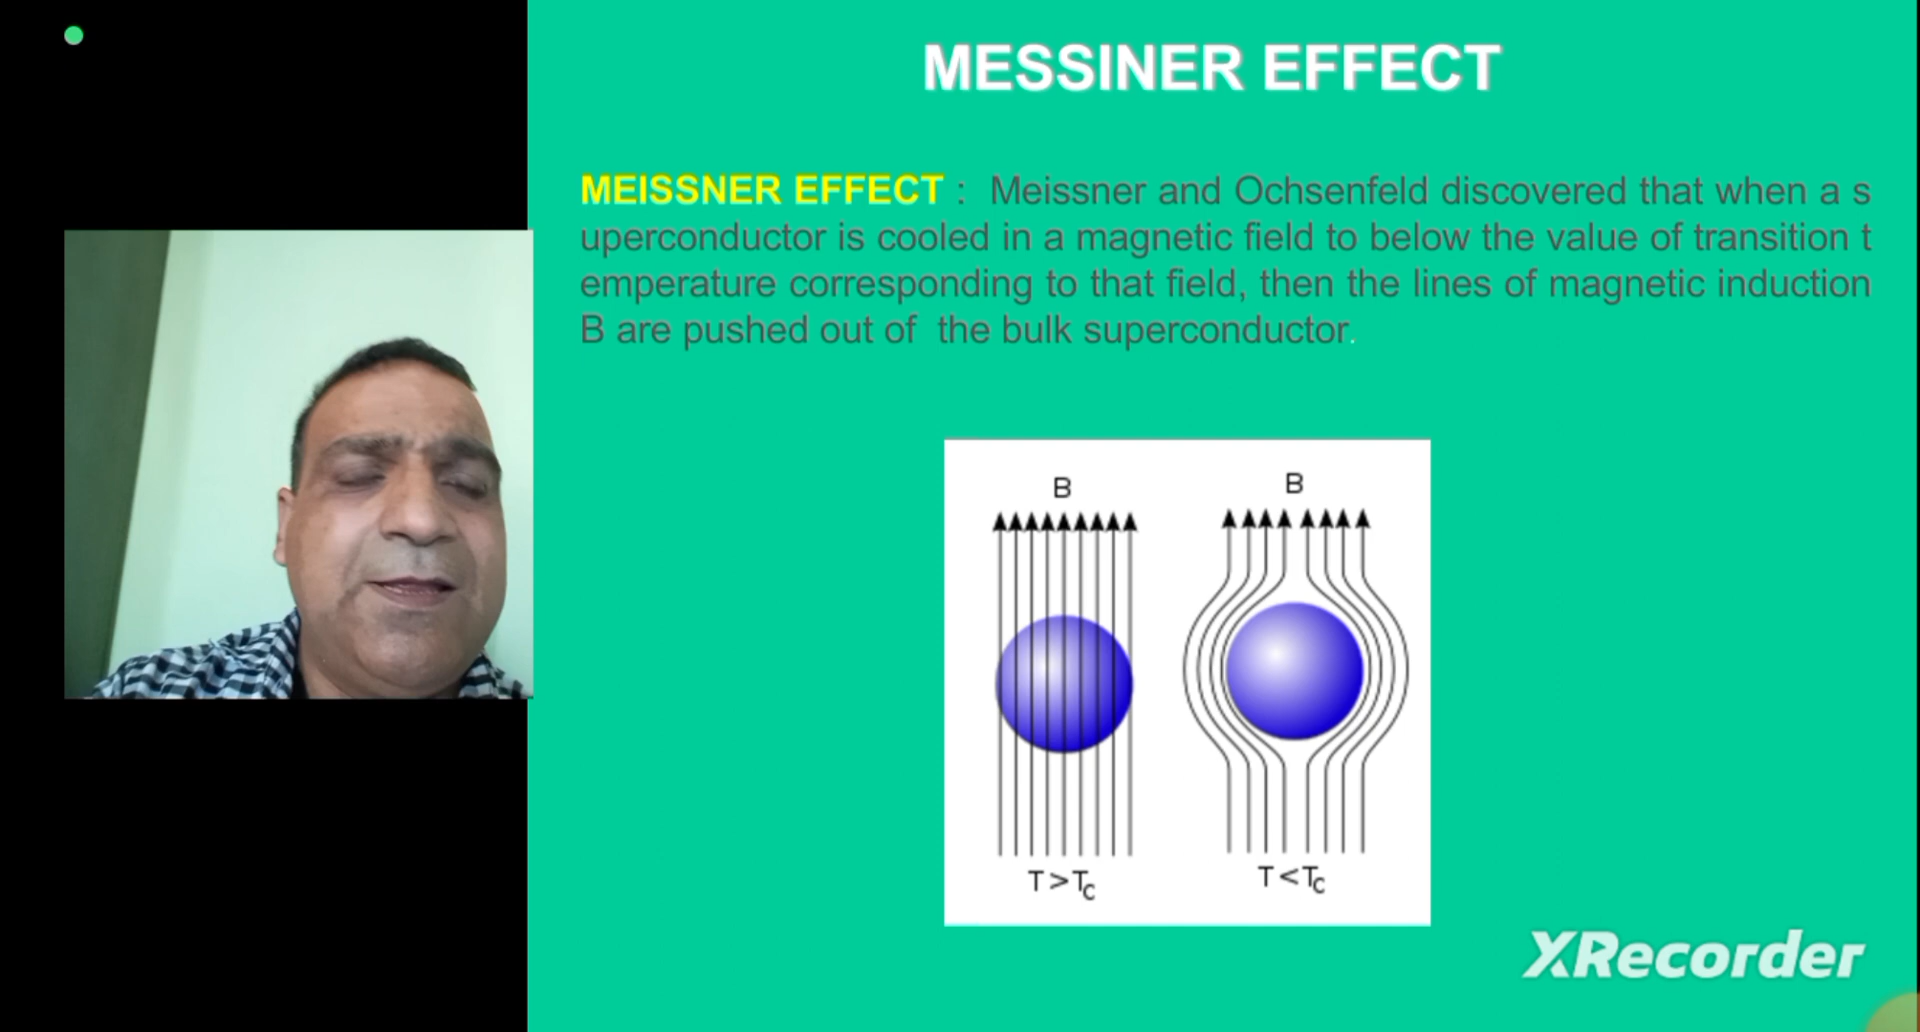 MESSINER EFFECT
MEISSNER EFFECT : Meissner and Ochsenfeld discovered that when a s
uperconductor is cooled in a magnetic field to below the value of transition t
emperature corresponding to that field, then the lines of magnetic induction
B are pushed out of the bulk superconductor.
B
B
T>Tc
T<Tc
XRecorder